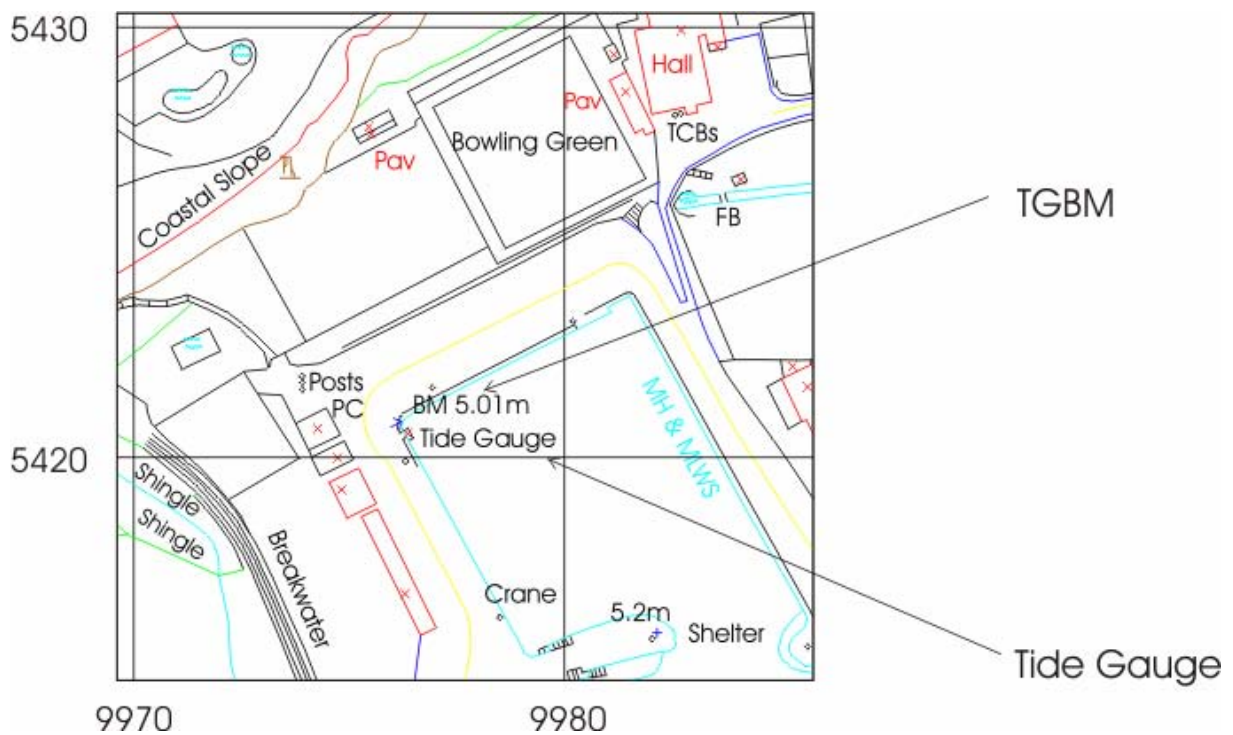 5430
Hall
Pav
TCBs
Bowling Green
Pav
Coastal Slope
TGBM
FB
Posts
PC
BM 5.01m
Tide Gauge
MH & MLWS
5420
Shingle
Shingle
Breakwater
Crane
5.2m
Shelter
Tide Gauge
9970
9980